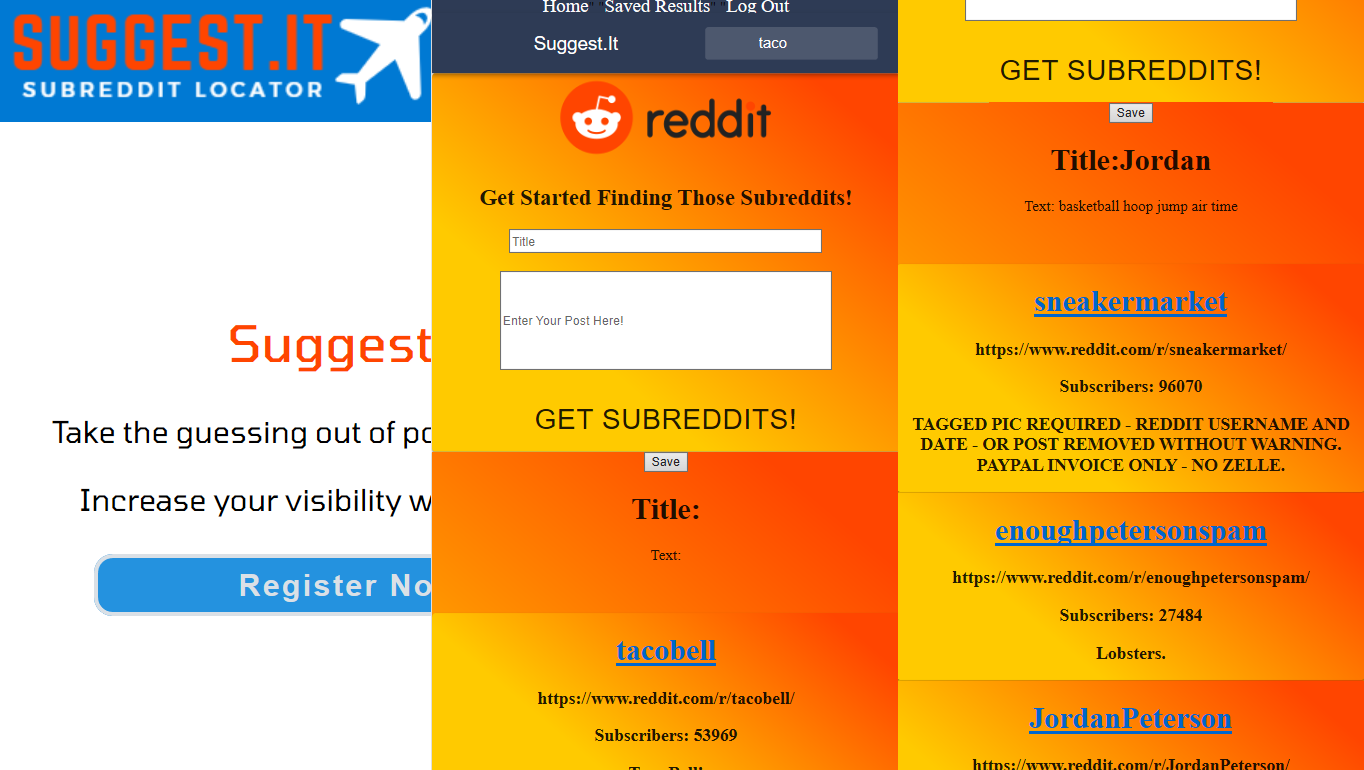 SUGGEST.IT
SUBREDDIT LOCATOR
Suggest
Take the guessing out of po
Increase your visibility w
Register No
Home" "Saved Results" "Log Out
Suggest.It
taco
reddit
Get Started Finding Those Subreddits!
Title
Enter Your Post Here!
GET SUBREDDITS!
Save
Title:
Text:
tacobell
https://www.reddit.com/r/tacobell/
Subscribers: 53969
GET SUBREDDITS!
Save
Title:Jordan
Text: basketball hoop jump air time
sneakermarket
https://www.reddit.com/r/sneakermarket/
Subscribers: 96070
TAGGED PIC REQUIRED - REDDIT USERNAME AND
DATE - OR POST REMOVED WITHOUT WARNING.
PAYPAL INVOICE ONLY - NO ZELLE.
enoughpetersonspam
https://www.reddit.com/r/enoughpetersonspam/
Subscribers: 27484
Lobsters.
JordanPeterson
https://www.reddit.com/r/JordanPeterson/